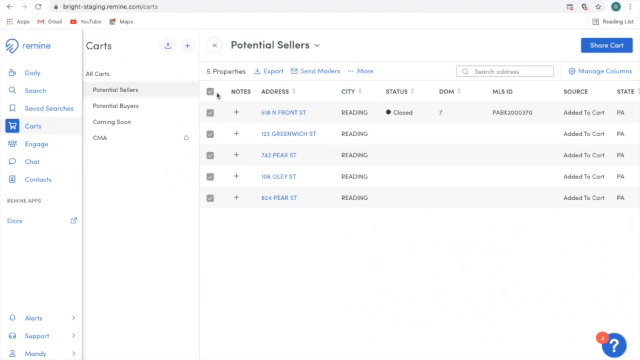 bright-staging.remine.com/carts
Apps Gmail YouTube Maps Reading List
remine
Daily
Search
Saved Searches
Carts
Engage
Chat
Contacts
REMINE APPS
Docs
Alerts
Support
Mandy
Carts
All Carts
Potential Sellers
Potential Buyers
Coming Soon
CMA
Potential Sellers
Share Cart
5 Properties Export Send Mailers More Search address Manage Columns
NOTES ADDRESS CITY STATUS DOM MLS ID SOURCE STATE
518 N FRONT ST READING Closed 7 PABK2000370 Added To Cart PA
123 GREENWICH ST READING Added To Cart PA
742 PEAR ST READING Added To Cart PA
106 OLEY ST READING Added To Cart PA
824 PEAR ST READING Added To Cart PA
?